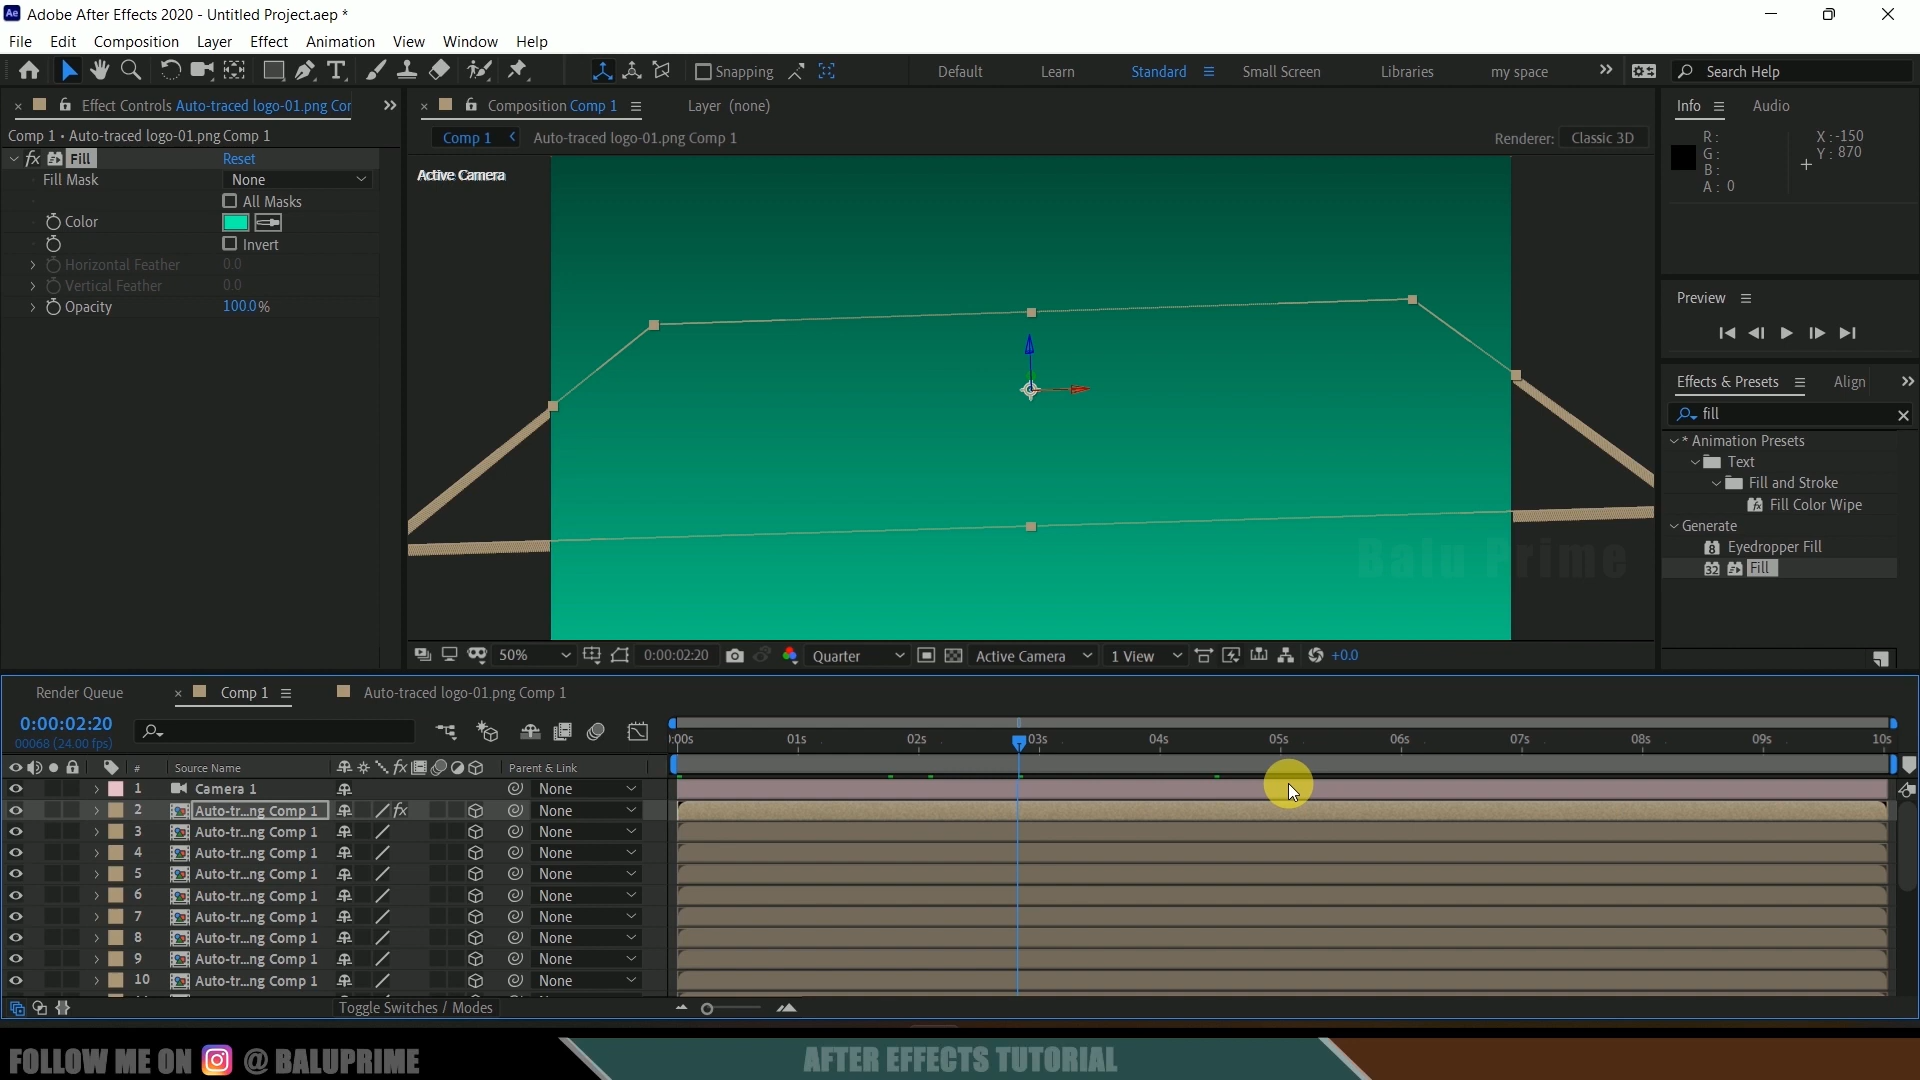 Adobe After Effects 2020 - Untitled Project.aep *
File Edit Composition Layer Effect Animation View Window Help
Snapping Default Learn Standard Small Screen Libraries my space Search Help
Effect Controls Auto-traced logo-01.png Cor
Composition Comp 1 Layer (none)
Info Audio
Comp 1 • Auto-traced logo-01.png Comp 1
Comp 1 Auto-traced logo-01.png Comp 1 Renderer: Classic 3D
R:
G:
B:
A: 0
X: -150
Y: 870
fx Fill Reset
Fill Mask None
All Masks
Color
Invert
Horizontal Feather 0.0
Vertical Feather 0.0
Opacity 100.0%
Active Camera
Preview
Effects & Presets Align
fill
* Animation Presets
Text
Fill and Stroke
Fill Color Wipe
Generate
Eyedropper Fill
32 Fill
Balu Prime
50% 0:00:02:20 Quarter Active Camera 1 View +0.0
Render Queue Comp 1 Auto-traced logo-01.png Comp 1
0:00:02:20
00068 (24.00 fps)
:00s 01s 02s 03s 04s 05s 06s 07s 08s 09s 10s
# Source Name fx Parent & Link
1 Camera 1 None
2 Auto-tr...ng Comp 1 fx None
3 Auto-tr...ng Comp 1 None
4 Auto-tr...ng Comp 1 None
5 Auto-tr...ng Comp 1 None
6 Auto-tr...ng Comp 1 None
7 Auto-tr...ng Comp 1 None
8 Auto-tr...ng Comp 1 None
9 Auto-tr...ng Comp 1 None
10 Auto-tr...ng Comp 1 None
Toggle Switches / Modes
FOLLOW ME ON @ BALUPRIME
AFTER EFFECTS TUTORIAL